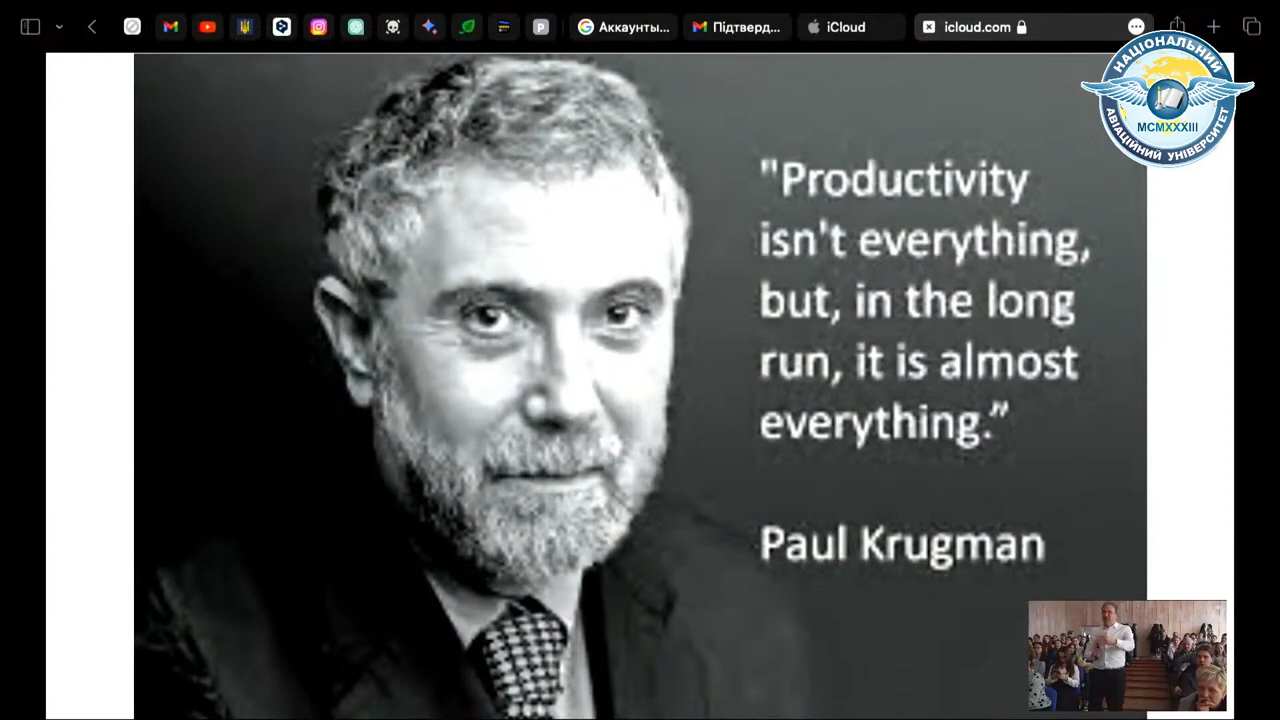 Аккаунты...
Підтверд...
iCloud
icloud.com
НАЦІОНАЛЬНИЙ
MCMXXXIII
АВІАЦІЙНИЙ УНІВЕРСИТЕТ
"Productivity
isn't everything,
but, in the long
run, it is almost
everything.”
Paul Krugman